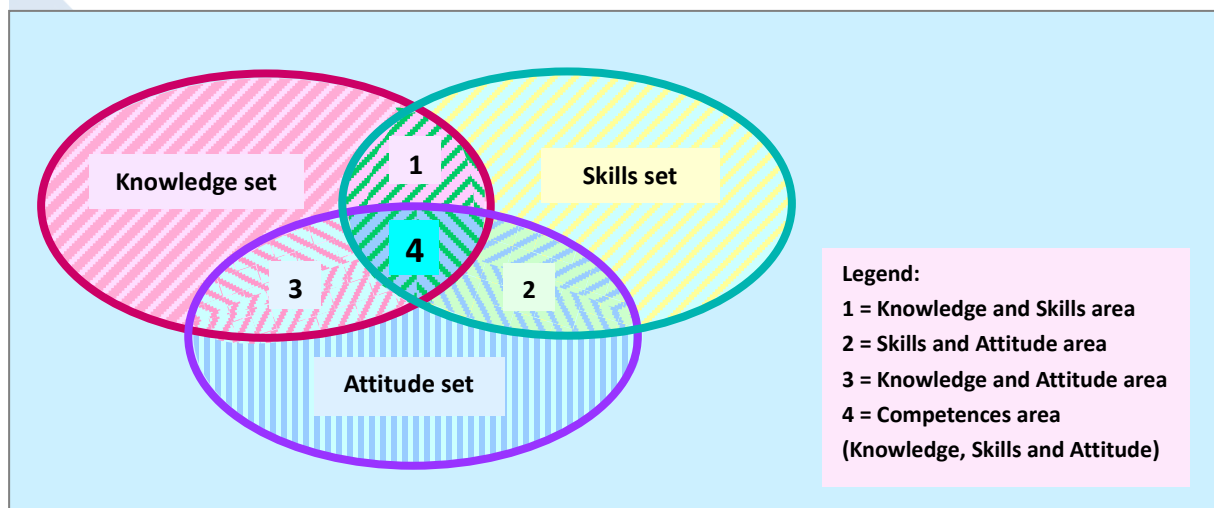 Knowledge set
1
Skills set
4
3
2
Attitude set
Legend:
1 = Knowledge and Skills area
2 = Skills and Attitude area
3 = Knowledge and Attitude area
4 = Competences area
(Knowledge, Skills and Attitude)